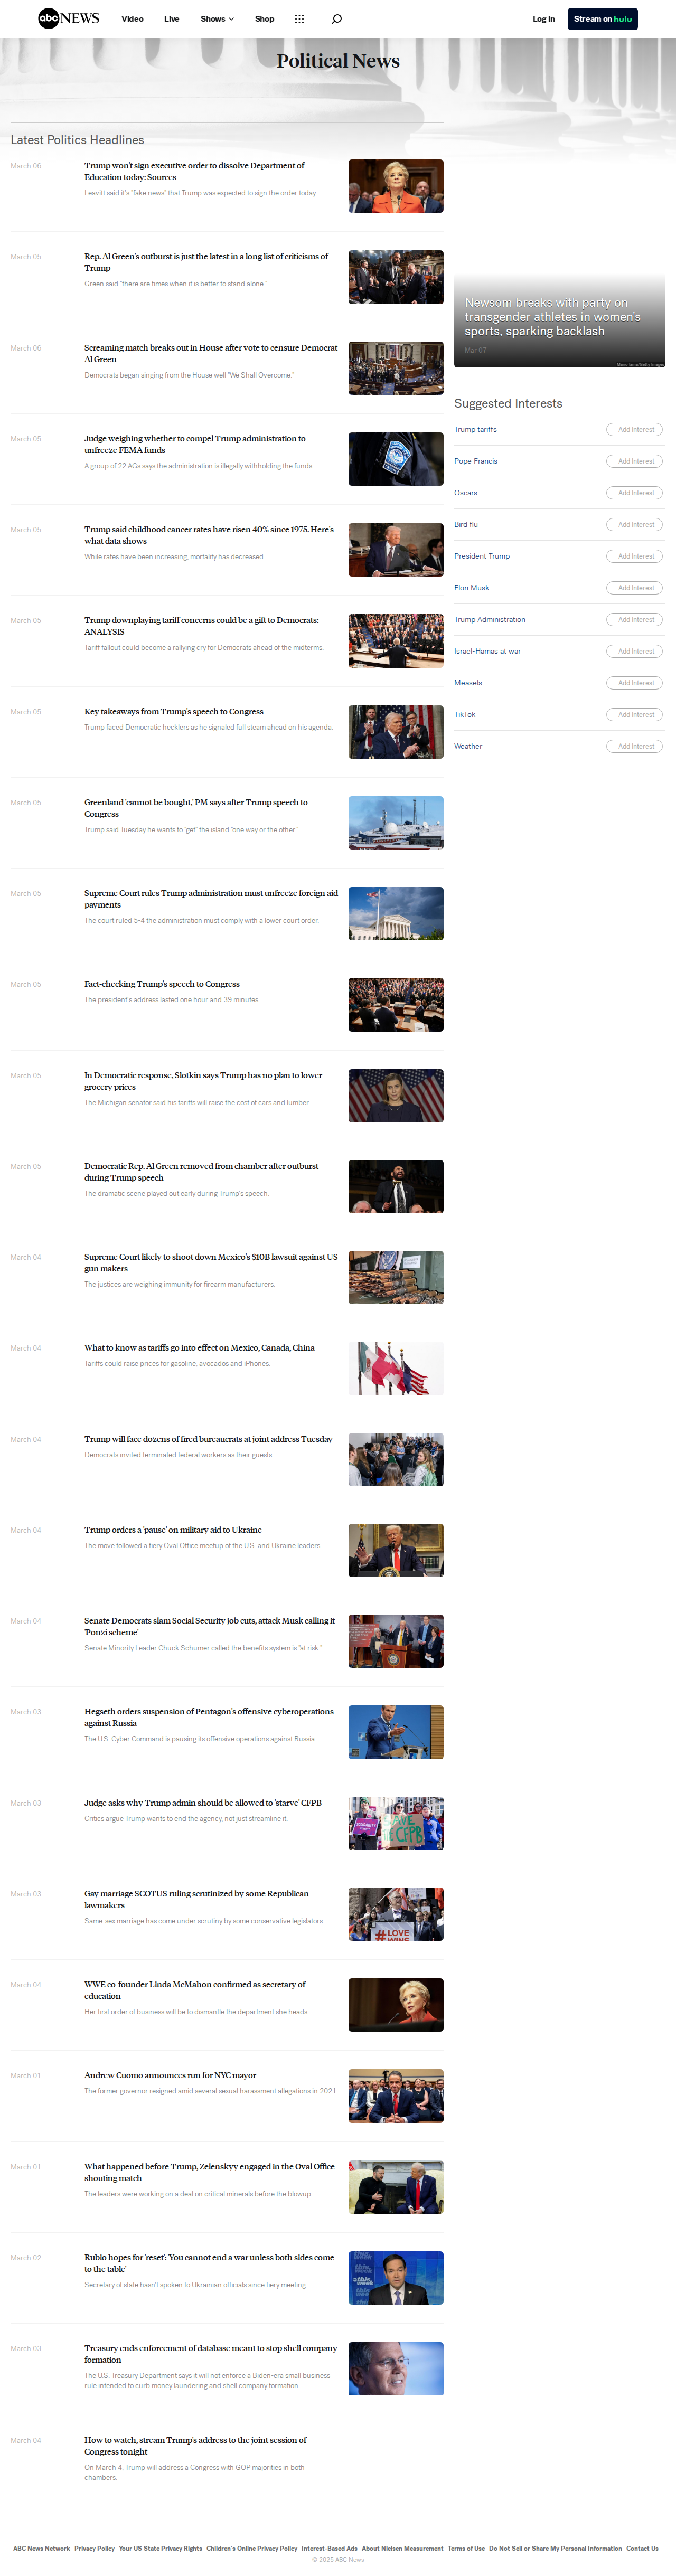 abc NEWS
Video
Live
Shows
Shop
Log In
Stream on hulu
Political News
Latest Politics Headlines
March 06
Trump won't sign executive order to dissolve Department of
Education today: Sources
Leavitt said it's "fake news" that Trump was expected to sign the order today.
March 05
Rep. Al Green's outburst is just the latest in a long list of criticisms of
Trump
Green said "there are times when it is better to stand alone."
March 06
Screaming match breaks out in House after vote to censure Democrat
Al Green
Democrats began singing from the House well "We Shall Overcome."
March 05
Judge weighing whether to compel Trump administration to
unfreeze FEMA funds
A group of 22 AGs says the administration is illegally withholding the funds.
March 05
Trump said childhood cancer rates have risen 40% since 1975. Here's
what data shows
While rates have been increasing, mortality has decreased.
March 05
Trump downplaying tariff concerns could be a gift to Democrats:
ANALYSIS
Tariff fallout could become a rallying cry for Democrats ahead of the midterms.
March 05
Key takeaways from Trump's speech to Congress
Trump faced Democratic hecklers as he signaled full steam ahead on his agenda.
March 05
Greenland 'cannot be bought,' PM says after Trump speech to
Congress
Trump said Tuesday he wants to "get" the island "one way or the other."
March 05
Supreme Court rules Trump administration must unfreeze foreign aid
payments
The court ruled 5-4 the administration must comply with a lower court order.
March 05
Fact-checking Trump's speech to Congress
The president's address lasted one hour and 39 minutes.
March 05
In Democratic response, Slotkin says Trump has no plan to lower
grocery prices
The Michigan senator said his tariffs will raise the cost of cars and lumber.
March 05
Democratic Rep. Al Green removed from chamber after outburst
during Trump speech
The dramatic scene played out early during Trump's speech.
March 04
Supreme Court likely to shoot down Mexico's $10B lawsuit against US
gun makers
The justices are weighing immunity for firearm manufacturers.
March 04
What to know as tariffs go into effect on Mexico, Canada, China
Tariffs could raise prices for gasoline, avocados and iPhones.
March 04
Trump will face dozens of fired bureaucrats at joint address Tuesday
Democrats invited terminated federal workers as their guests.
March 04
Trump orders a 'pause' on military aid to Ukraine
The move followed a fiery Oval Office meetup of the U.S. and Ukraine leaders.
March 04
Senate Democrats slam Social Security job cuts, attack Musk calling it
'Ponzi scheme'
Senate Minority Leader Chuck Schumer called the benefits system is "at risk."
March 03
Hegseth orders suspension of Pentagon's offensive cyberoperations
against Russia
The U.S. Cyber Command is pausing its offensive operations against Russia
March 03
Judge asks why Trump admin should be allowed to 'starve' CFPB
Critics argue Trump wants to end the agency, not just streamline it.
March 03
Gay marriage SCOTUS ruling scrutinized by some Republican
lawmakers
Same-sex marriage has come under scrutiny by some conservative legislators.
#LOVE
WINS
March 04
WWE co-founder Linda McMahon confirmed as secretary of
education
Her first order of business will be to dismantle the department she heads.
March 01
Andrew Cuomo announces run for NYC mayor
The former governor resigned amid several sexual harassment allegations in 2021.
March 01
What happened before Trump, Zelenskyy engaged in the Oval Office
shouting match
The leaders were working on a deal on critical minerals before the blowup.
March 02
Rubio hopes for 'reset': 'You cannot end a war unless both sides come
to the table'
Secretary of state hasn't spoken to Ukrainian officials since fiery meeting.
March 03
Treasury ends enforcement of database meant to stop shell company
formation
The U.S. Treasury Department says it will not enforce a Biden-era small business
rule intended to curb money laundering and shell company formation
March 04
How to watch, stream Trump's address to the joint session of
Congress tonight
On March 4, Trump will address a Congress with GOP majorities in both
chambers.
Newsom breaks with party on
transgender athletes in women's
sports, sparking backlash
Mar 07
Mario Tama/Getty Images
Suggested Interests
Trump tariffs
Add Interest
Pope Francis
Add Interest
Oscars
Add Interest
Bird flu
Add Interest
President Trump
Add Interest
Elon Musk
Add Interest
Trump Administration
Add Interest
Israel-Hamas at war
Add Interest
Measels
Add Interest
TikTok
Add Interest
Weather
Add Interest
ABC News Network Privacy Policy Your US State Privacy Rights Children's Online Privacy Policy Interest-Based Ads About Nielsen Measurement Terms of Use Do Not Sell or Share My Personal Information Contact Us
© 2025 ABC News